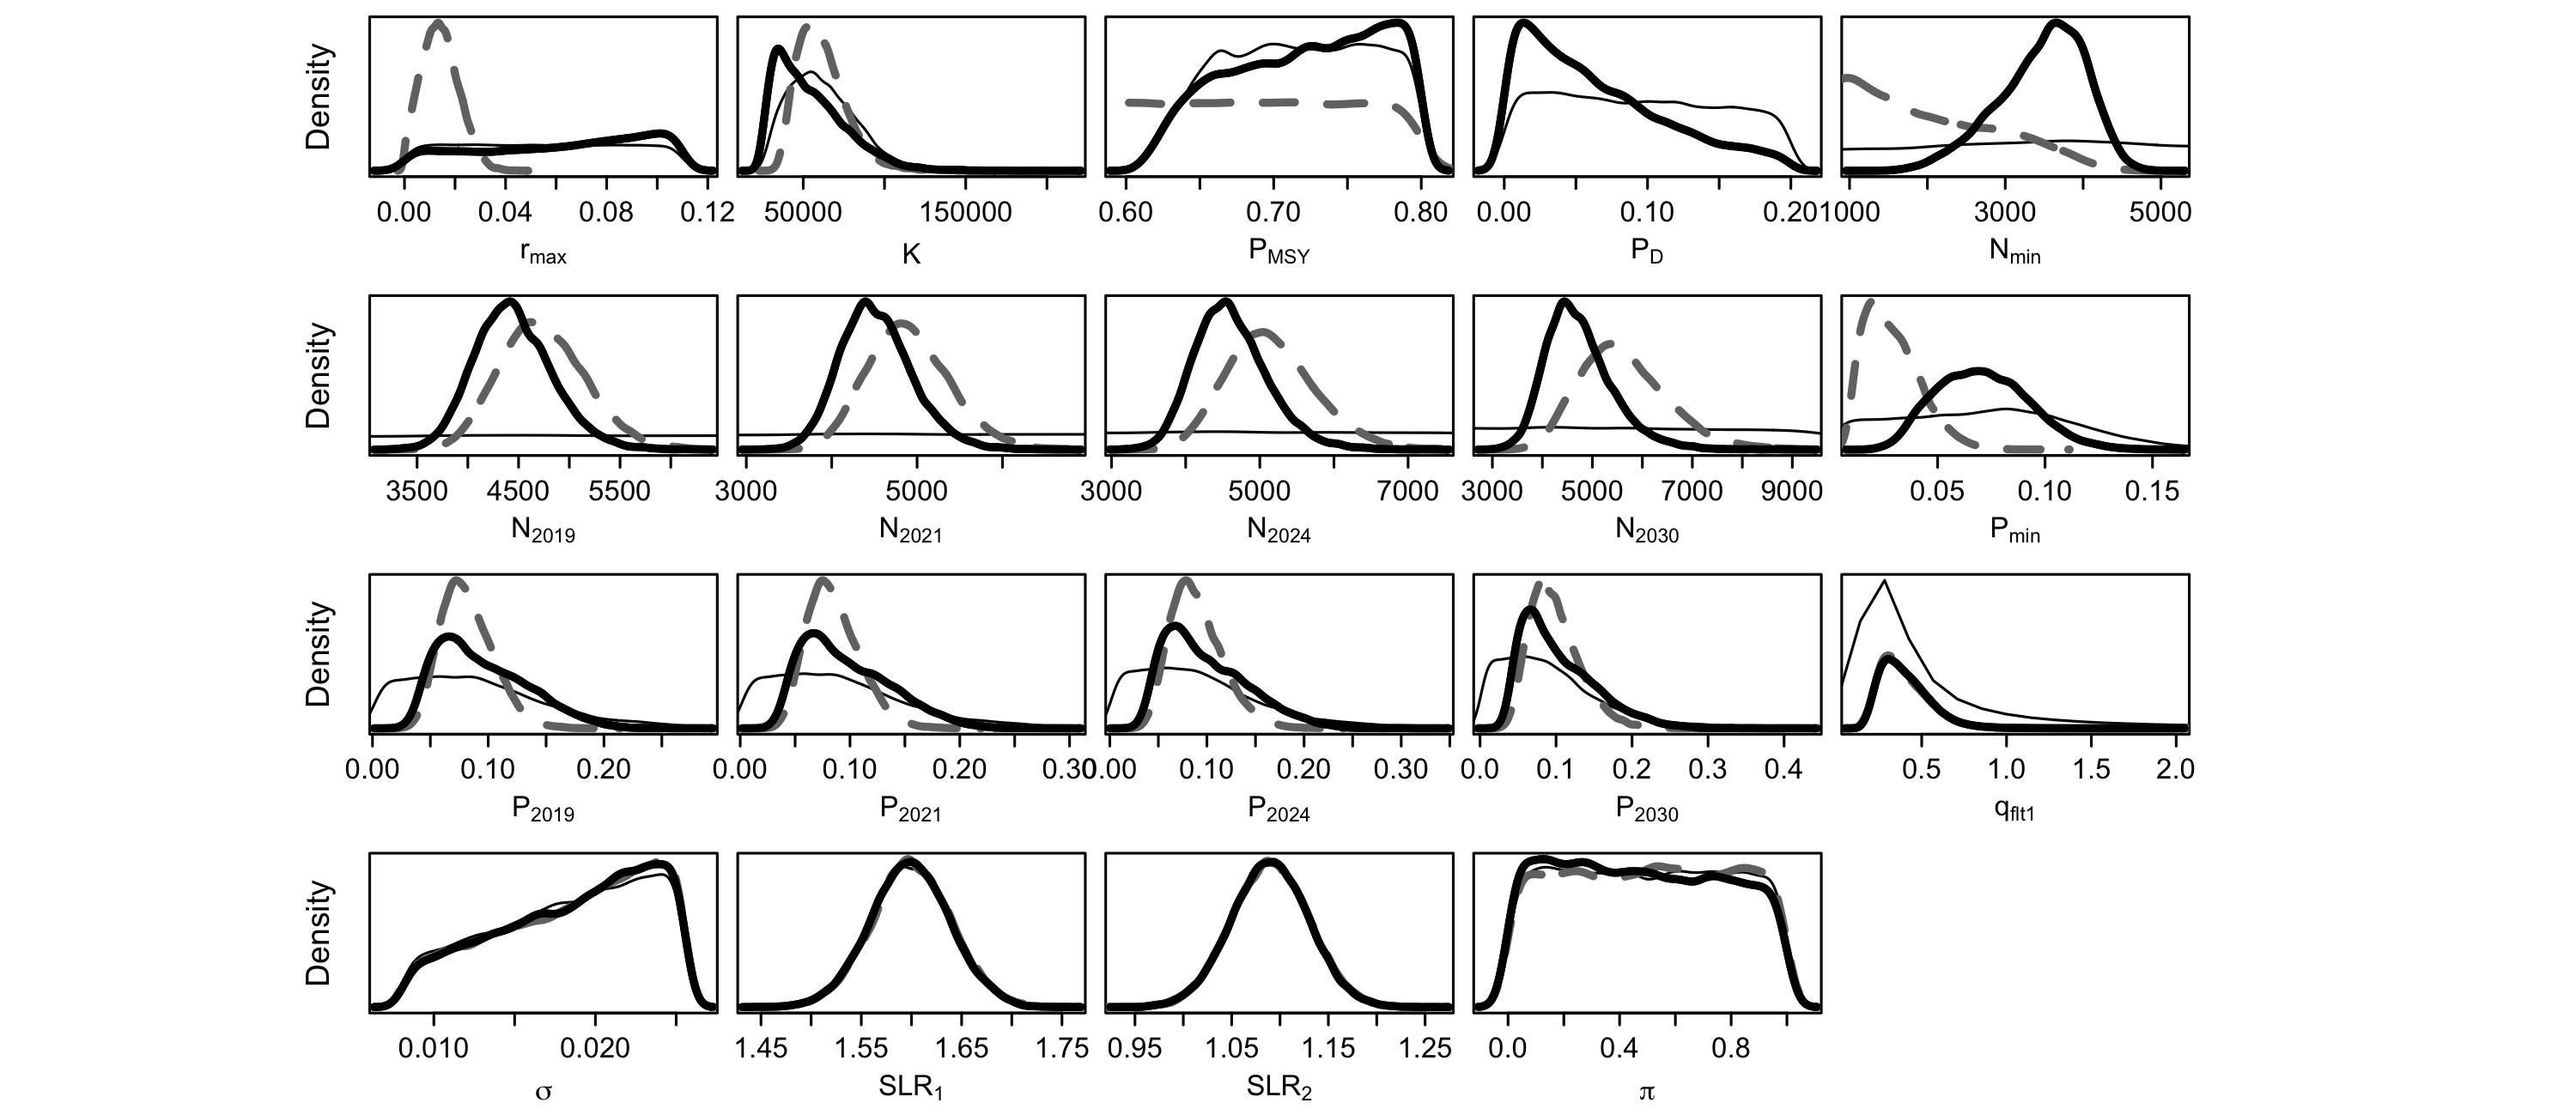 Density
0.00 0.04 0.08 0.12 50000 150000 0.60 0.70 0.80 0.00 0.10 0.201000 3000 5000
rmax K PMSY PD Nmin
Density
3500 4500 5500 3000 5000 3000 5000 7000 3000 5000 7000 9000 0.05 0.10 0.15
N2019 N2021 N2024 N2030 Pmin
Density
0.00 0.10 0.20 0.00 0.10 0.20 0.300.00 0.10 0.20 0.30 0.0 0.1 0.2 0.3 0.4 0.5 1.0 1.5 2.0
P2019 P2021 P2024 P2030 qflt1
Density
0.010 0.020 1.45 1.55 1.65 1.75 0.95 1.05 1.15 1.25 0.0 0.4 0.8
σ SLR1 SLR2 π